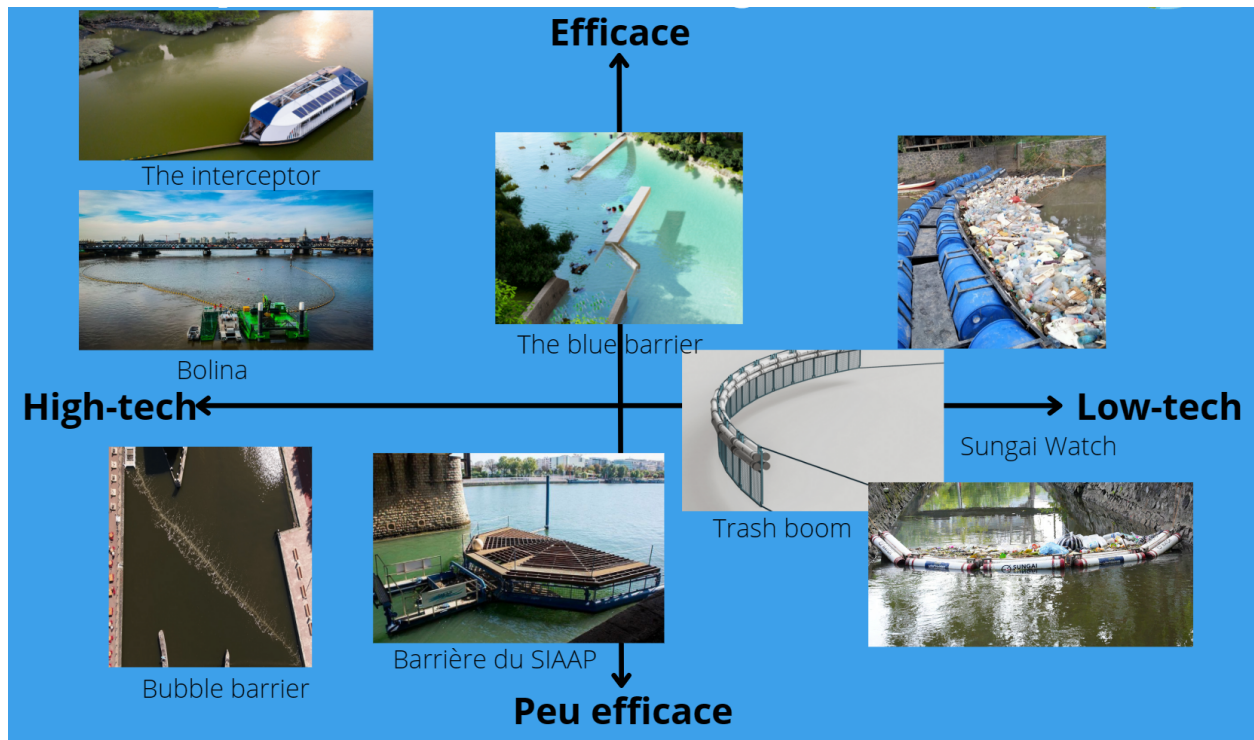 Efficace
The interceptor
Bolina
The blue barrier
High-tech
Low-tech
Sungai Watch
Trash boom
SUNGAI
Barrière du SIAAP
Bubble barrier
Peu efficace